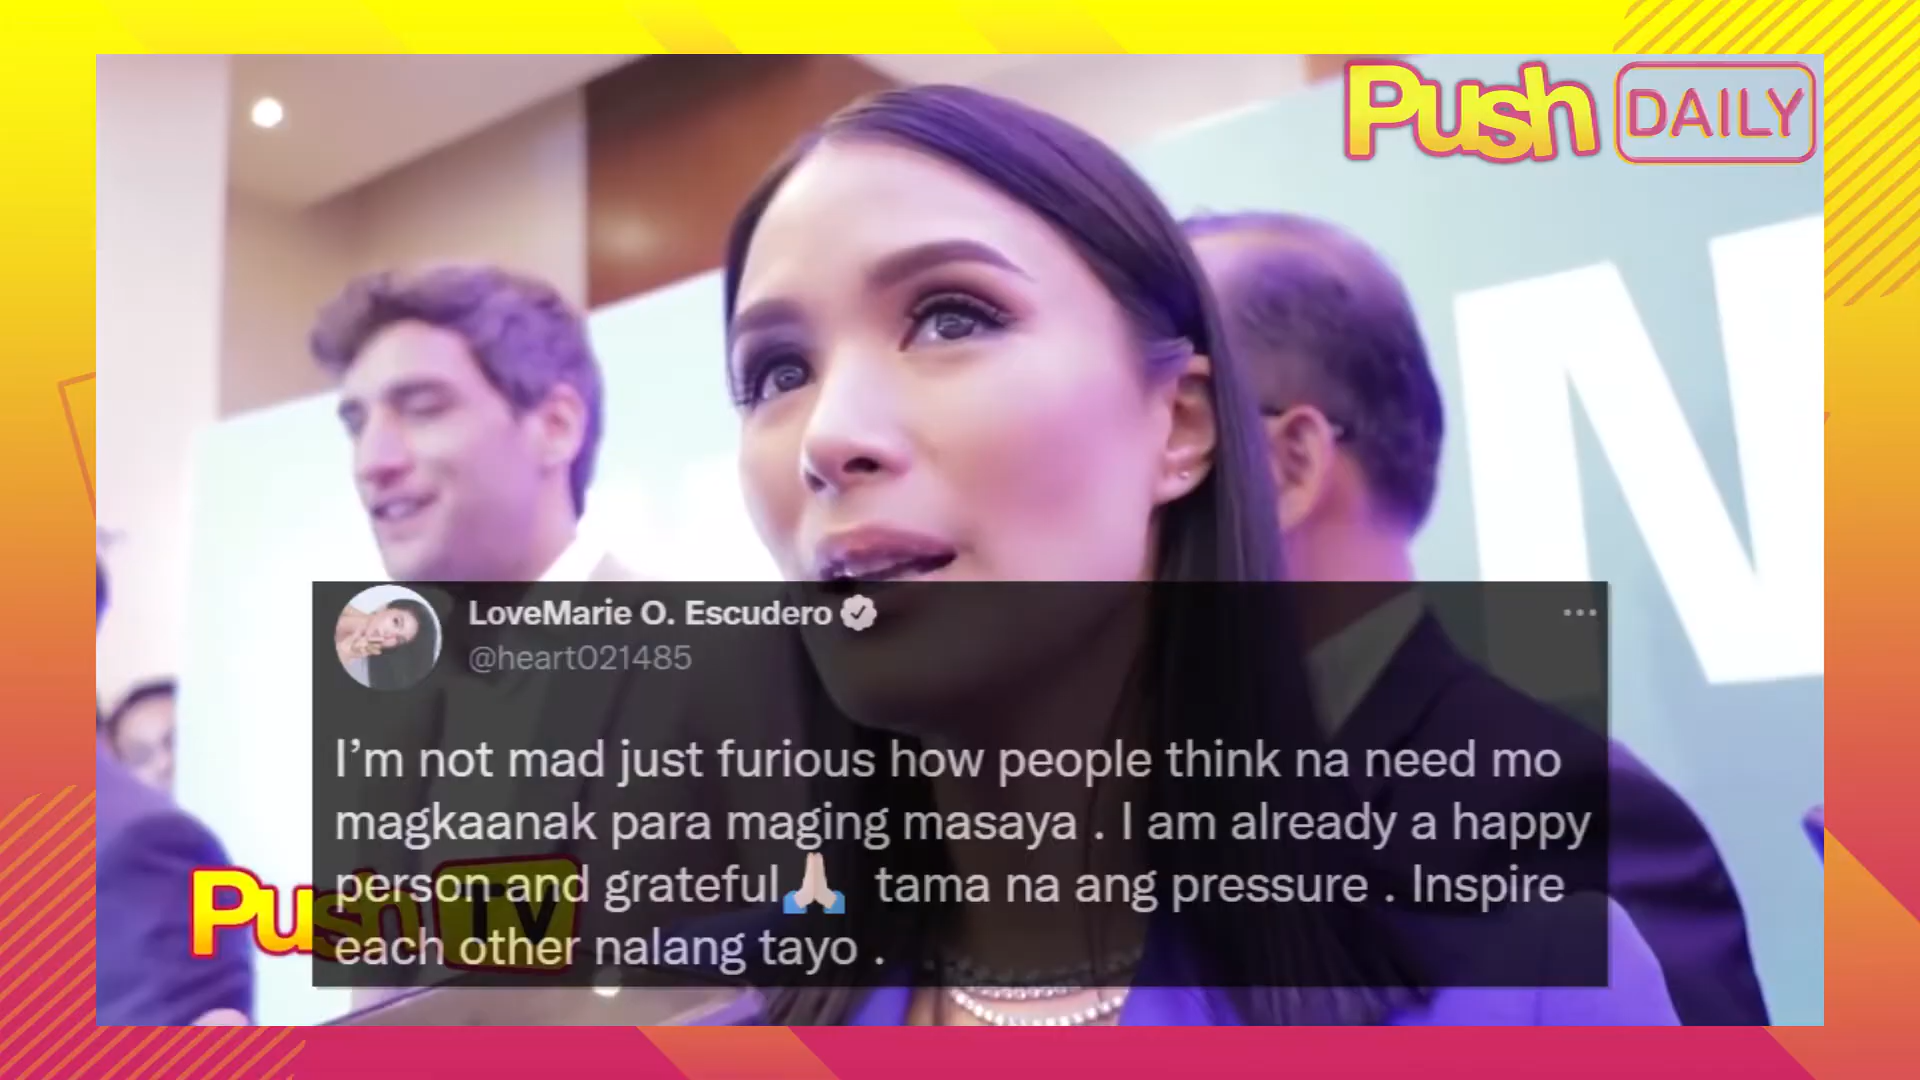 Push DAILY
N
LoveMarie O. Escudero
@heart021485
I’m not mad just furious how people think na need mo
magkaanak para maging masaya . I am already a happy
person and grateful🙏🏻 tama na ang pressure . Inspire
each other nalang tayo .
Push TV